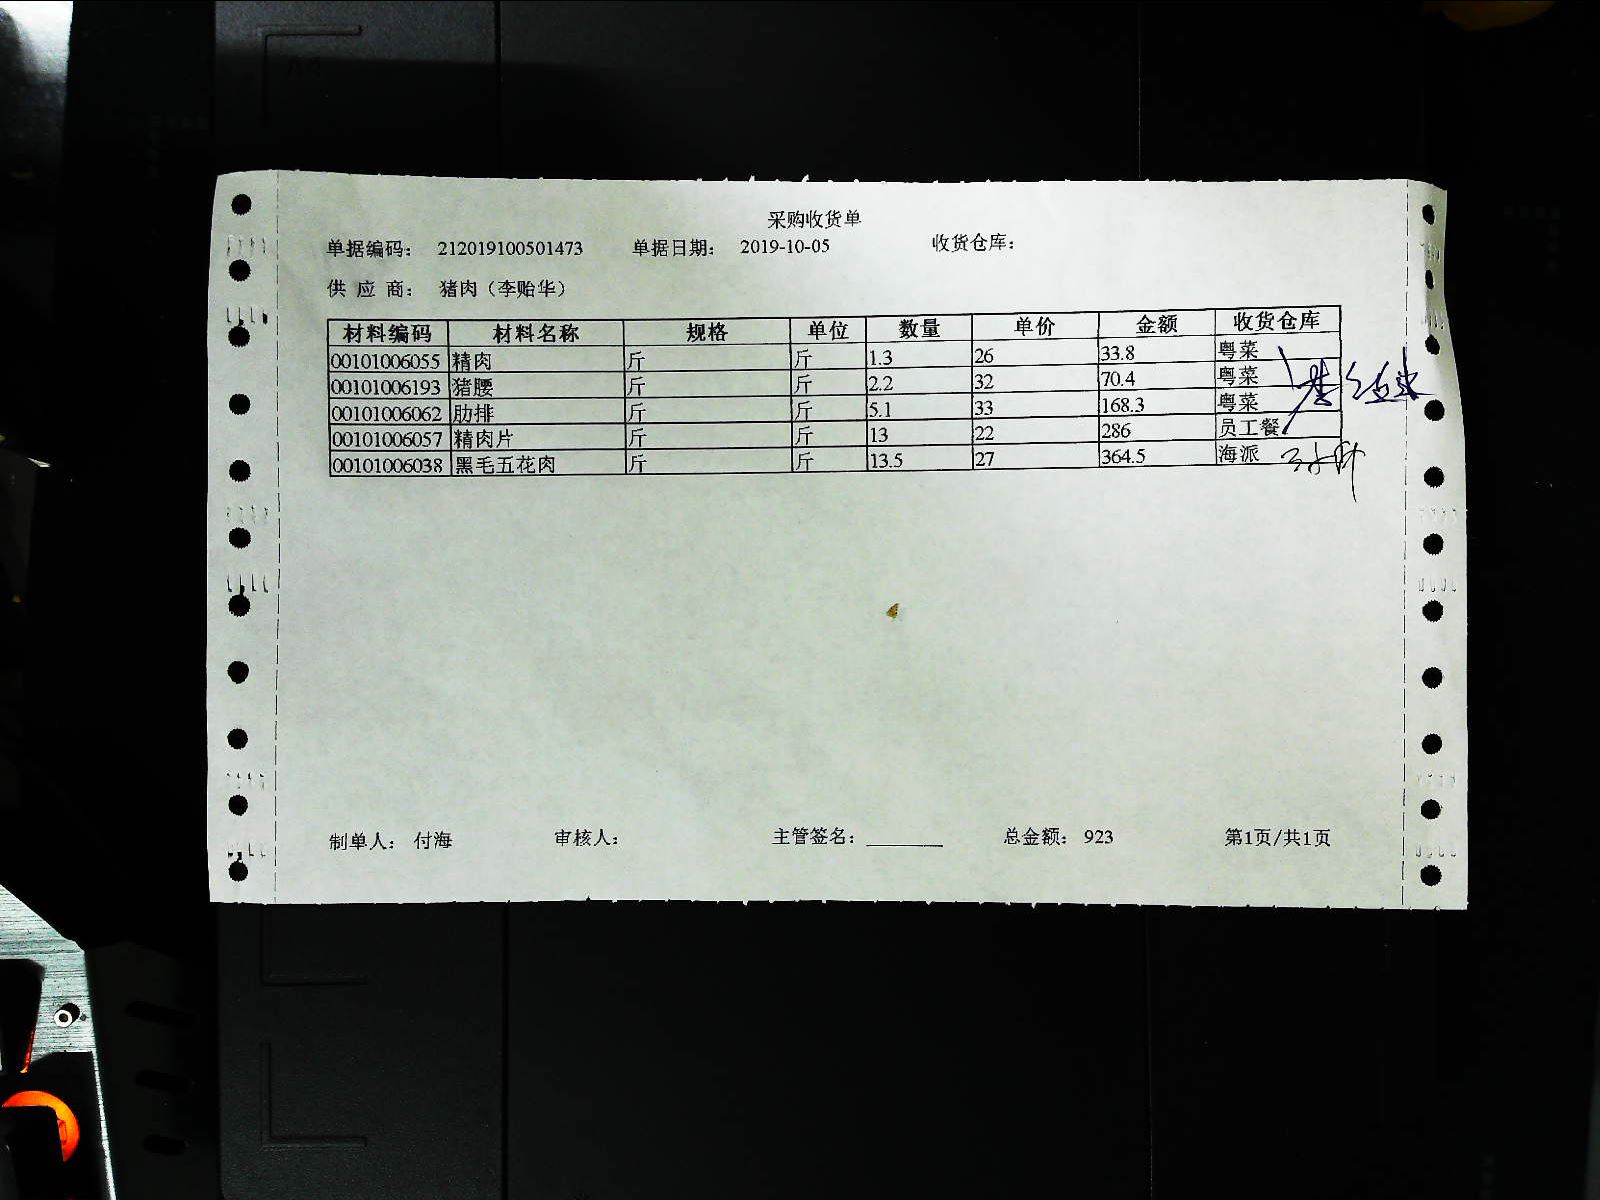 采购收货单
单据编码： 212019100501473 单据日期： 2019-10-05 收货仓库：
供 应 商： 猪肉（李贻华）
材料编码 材料名称 规格 单位 数量 单价 金额 收货仓库
00101006055 精肉 斤 斤 1.3 26 33.8 粤菜
00101006193 猪腰 斤 斤 2.2 32 70.4 粤菜
00101006062 肋排 斤 斤 5.1 33 168.3 粤菜
00101006057 精肉片 斤 斤 13 22 286 员工餐
00101006038 黑毛五花肉 斤 斤 13.5 27 364.5 海派
制单人： 付海 审核人： 主管签名： 总金额： 923 第1页/共1页